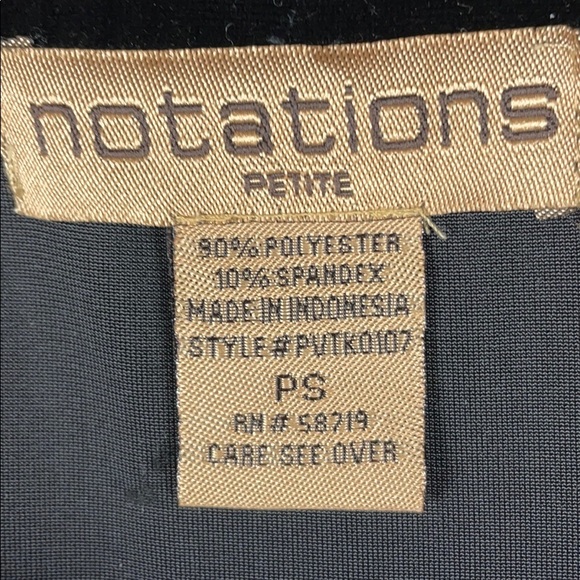 notations
PETITE
90% POLYESTER
10% SPANDEX
MADE IN INDONESIA
STYLE # PVTK0107
PS
RN# 58719
CARE SEE OVER